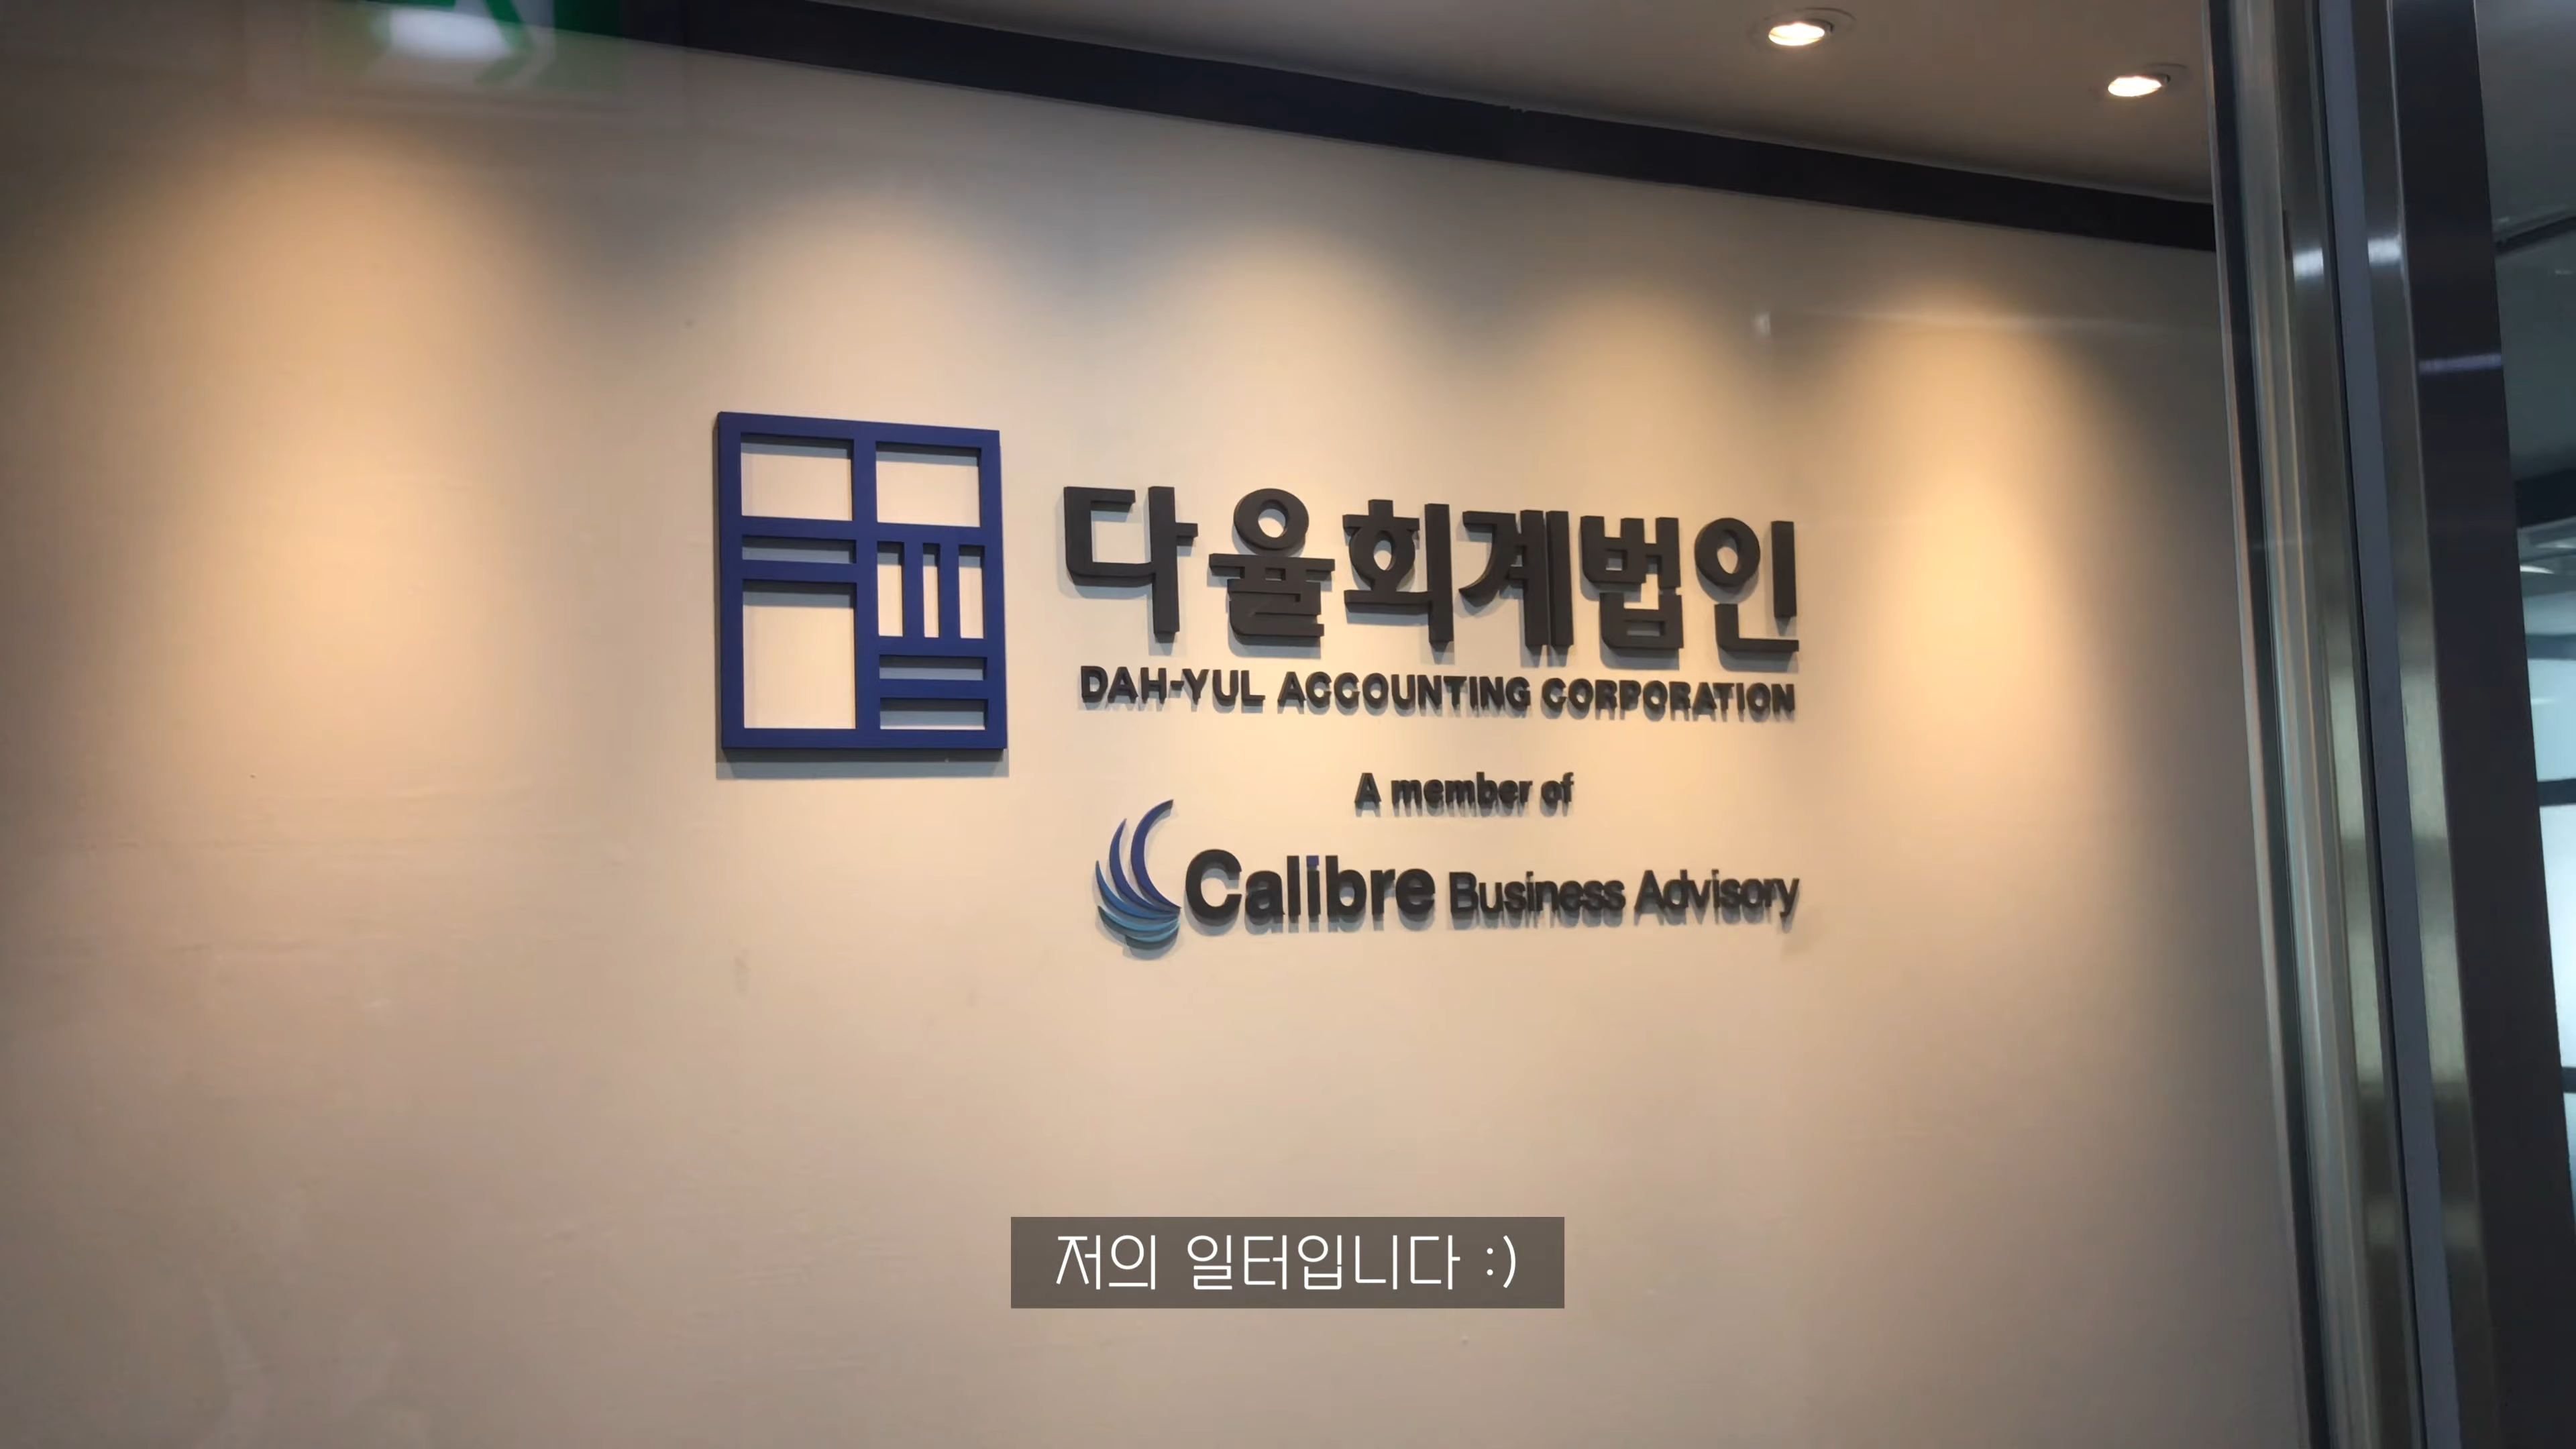 다율회계법인
DAH-YUL ACCOUNTING CORPORATION
A member of
Calibre Business Advisory
저의 일터입니다 :)